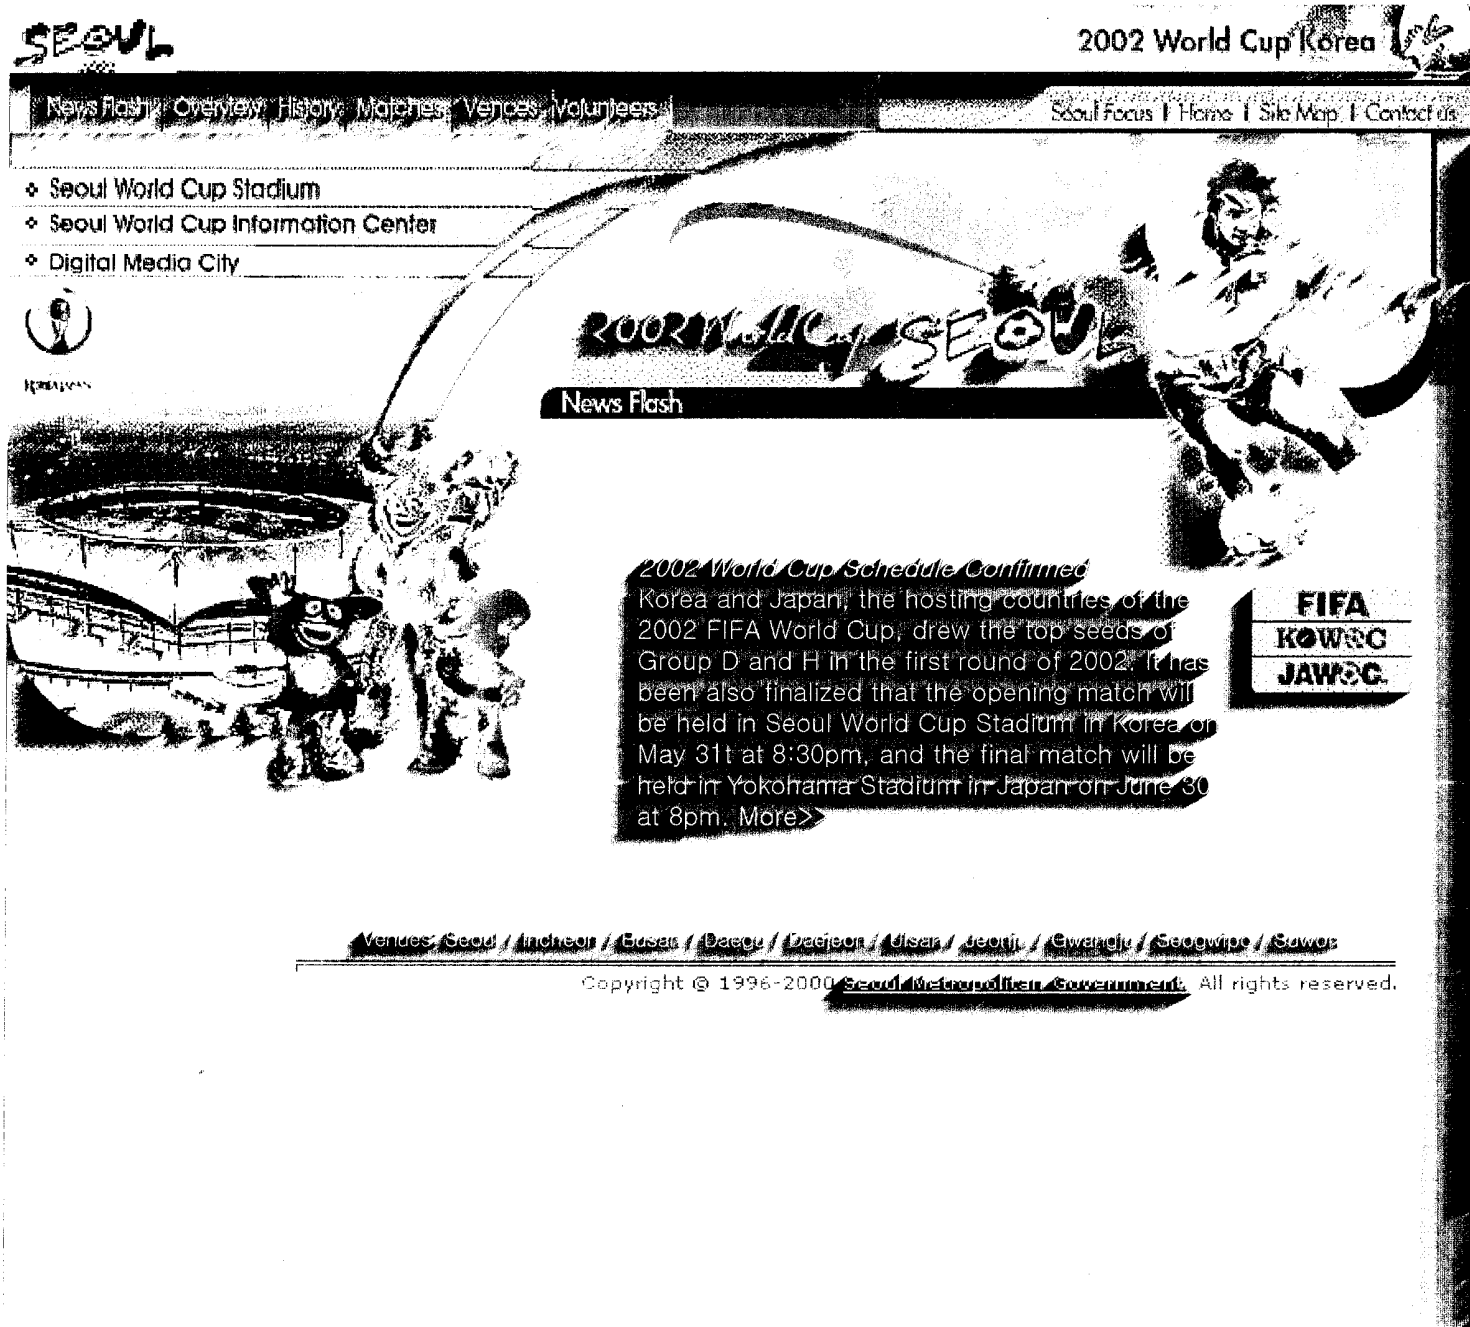 SEOUL
2002 World Cup Korea
News Flash Overview History Matches Venues Volunteers
Seoul Focus | Home | Site Map | Contact us
Seoul World Cup Stadium
Seoul World Cup Information Center
Digital Media City
2002 World Cup SEOUL
News Flash
2002 World Cup Schedule Confirmed
Korea and Japan, the hosting countries of the
2002 FIFA World Cup, drew the top seeds of
Group D and H in the first round of 2002. It has
been also finalized that the opening match will
be held in Seoul World Cup Stadium in Korea on
May 31t at 8:30pm, and the final match will be
held in Yokohama Stadium in Japan on June 30
at 8pm. More>>
FIFA
KOWOC
JAWOC.
Venues: Seoul / Incheon / Busan / Daegu / Daejeon / Ulsan / Jeonju / Gwangju / Seogwipo / Suwon
Copyright © 1996-2000 Seoul Metropolitan Government. All rights reserved.